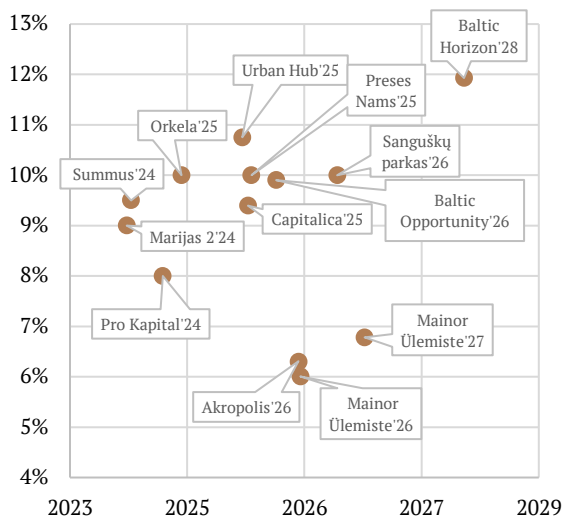 13%
12%
11%
10%
9%
8%
7%
6%
5%
4%
Baltic
Horizon'28
Urban Hub'25
Preses
Nams'25
Orkela'25
Sanguškų
parkas'26
Summus'24
Baltic
Opportunity'26
Capitalica'25
Marijas 2'24
Pro Kapital'24
Mainor
Ülemiste'27
Akropolis'26
Mainor
Ülemiste'26
2023
2025
2026
2027
2029